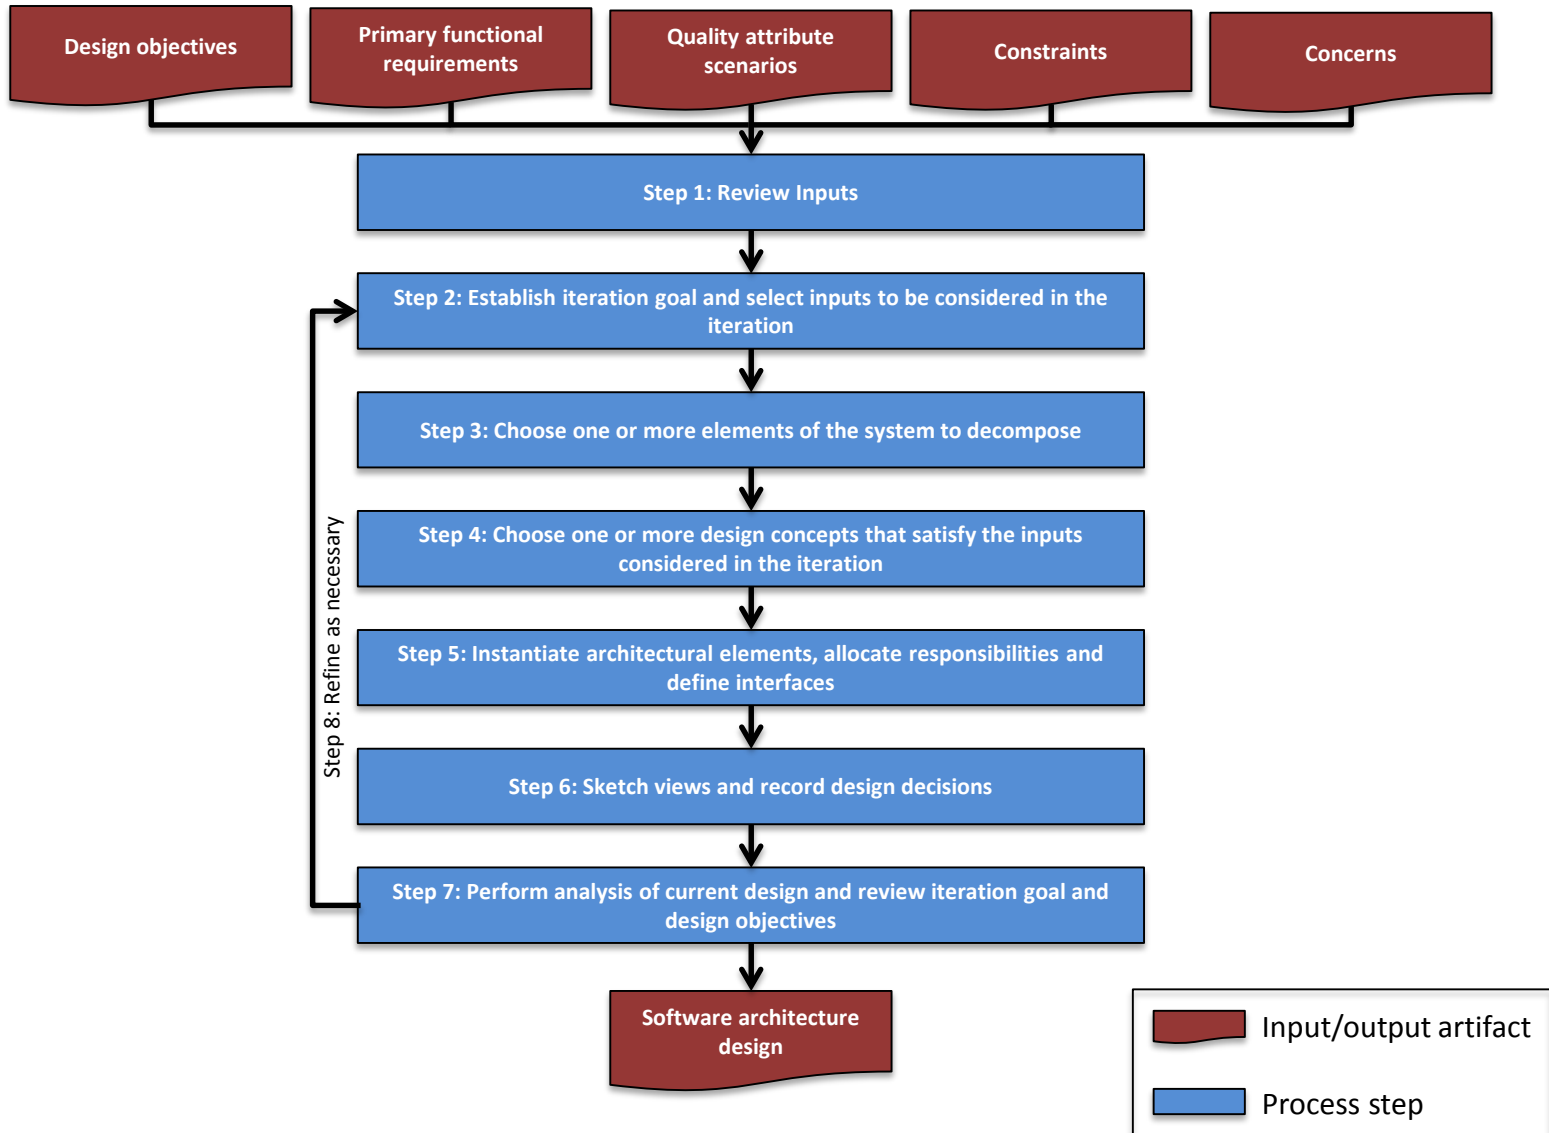 Design objectives
Primary functional
requirements
Quality attribute
scenarios
Constraints
Concerns
Step 1: Review Inputs
Step 2: Establish iteration goal and select inputs to be considered in the
iteration
Step 3: Choose one or more elements of the system to decompose
Step 4: Choose one or more design concepts that satisfy the inputs
considered in the iteration
Step 5: Instantiate architectural elements, allocate responsibilities and
define interfaces
Step 6: Sketch views and record design decisions
Step 7: Perform analysis of current design and review iteration goal and
design objectives
Step 8: Refine as necessary
Software architecture
design
Input/output artifact
Process step